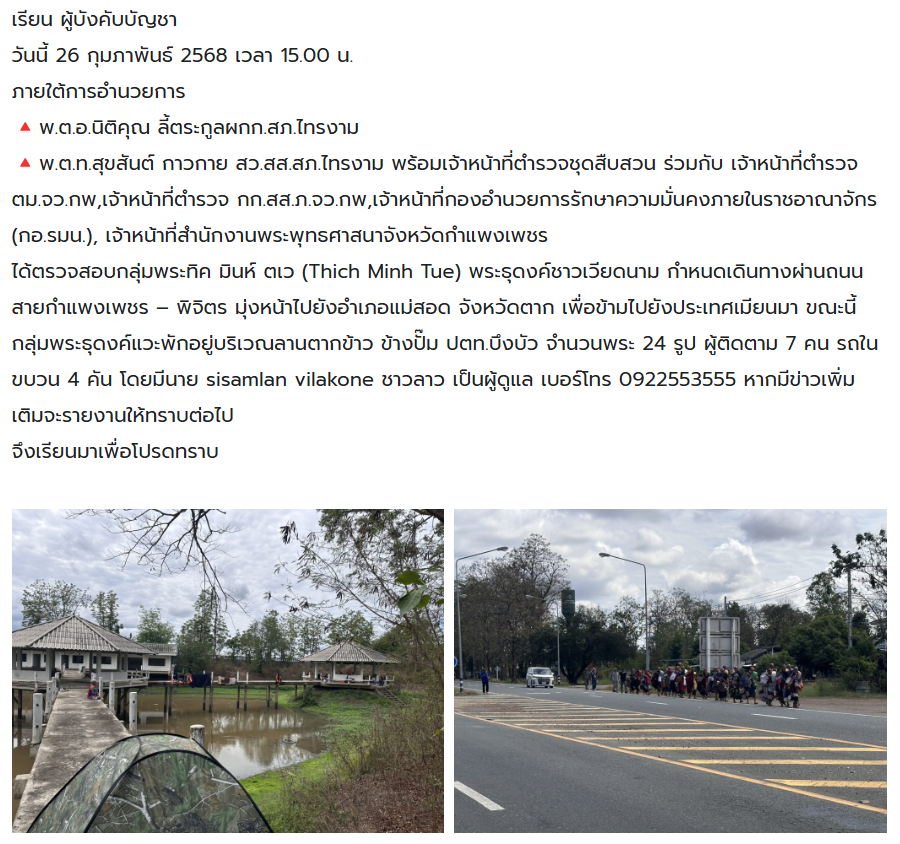 เรียน ผู้บังคับบัญชา
วันนี้ 26 กุมภาพันธ์ 2568 เวลา 15.00 น.
ภายใต้การอำนวยการ
🔺พ.ต.อ.นิติคุณ ลี้ตระกูลผกก.สภ.ไทรงาม
🔺พ.ต.ท.สุขสันต์ กาวกาย สว.สส.สภ.ไทรงาม พร้อมเจ้าหน้าที่ตำรวจชุดสืบสวน ร่วมกับ เจ้าหน้าที่ตำรวจ
ตม.จว.กพ,เจ้าหน้าที่ตำรวจ กก.สส.ภ.จว.กพ,เจ้าหน้าที่กองอำนวยการรักษาความมั่นคงภายในราชอาณาจักร
(กอ.รมน.), เจ้าหน้าที่สำนักงานพระพุทธศาสนาจังหวัดกำแพงเพชร
ได้ตรวจสอบกลุ่มพระทิค มินห์ ตเว (Thich Minh Tue) พระธุดงค์ชาวเวียดนาม กำหนดเดินทางผ่านถนน
สายกำแพงเพชร – พิจิตร มุ่งหน้าไปยังอำเภอแม่สอด จังหวัดตาก เพื่อข้ามไปยังประเทศเมียนมา ขณะนี้
กลุ่มพระธุดงค์แวะพักอยู่บริเวณลานตากข้าว ข้างปั๊ม ปตท.บึงบัว จำนวนพระ 24 รูป ผู้ติดตาม 7 คน รถใน
ขบวน 4 คัน โดยมีนาย sisamlan vilakone ชาวลาว เป็นผู้ดูแล เบอร์โทร 0922553555 หากมีข่าวเพิ่ม
เติมจะรายงานให้ทราบต่อไป
จึงเรียนมาเพื่อโปรดทราบ